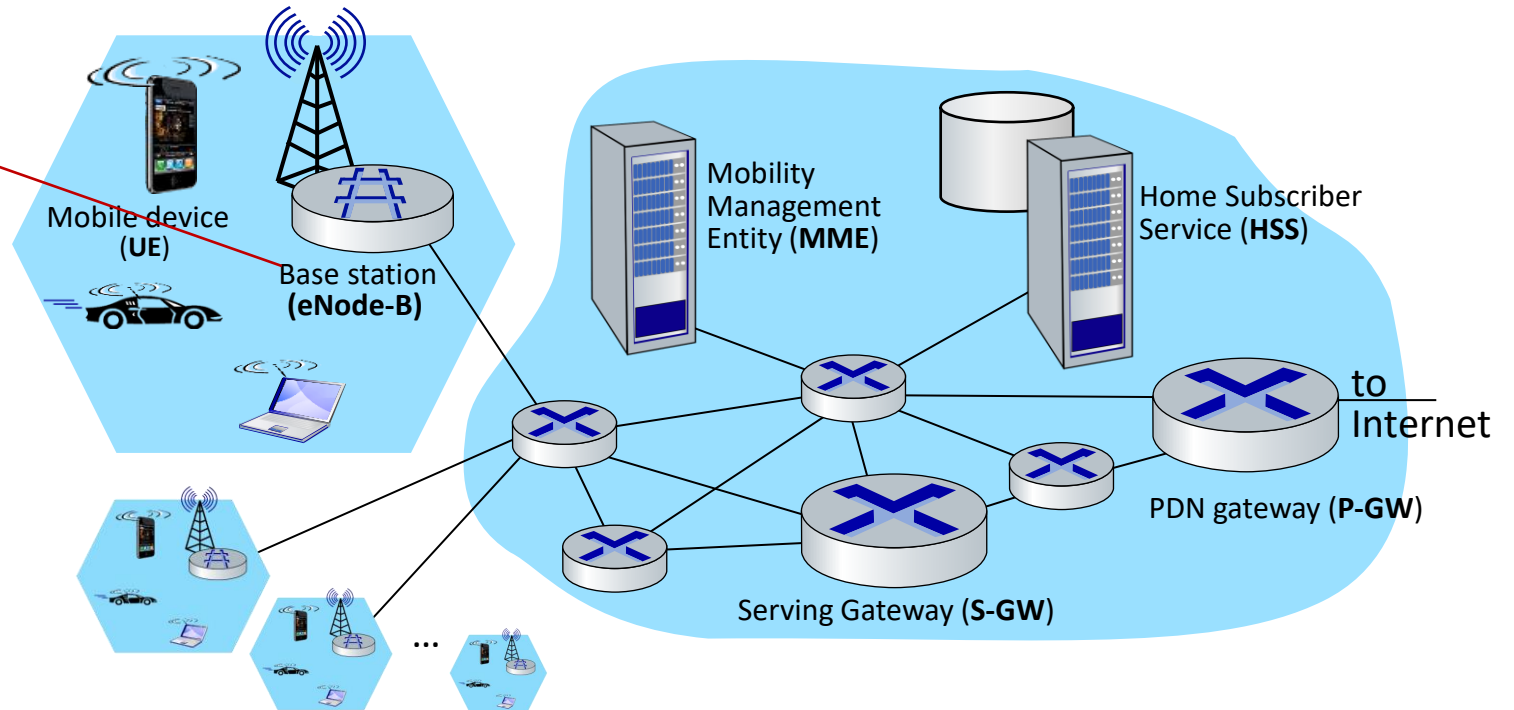 Mobile device
(UE)
Base station
(eNode-B)
Mobility
Management
Entity (MME)
Home Subscriber
Service (HSS)
to
Internet
PDN gateway (P-GW)
Serving Gateway (S-GW)
...